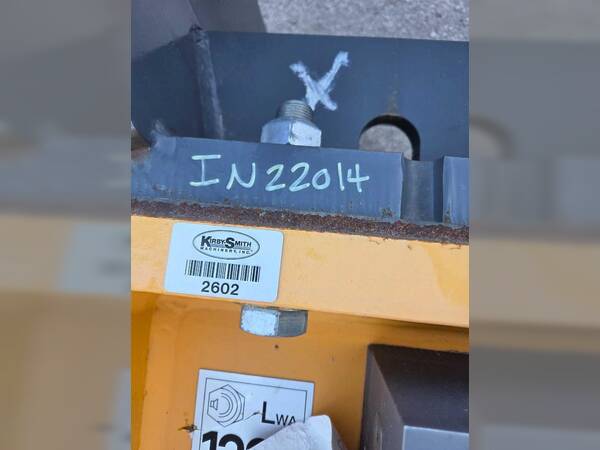 IN22014
KIRBY-SMITH
MACHINERY, INC.
2602
LWA